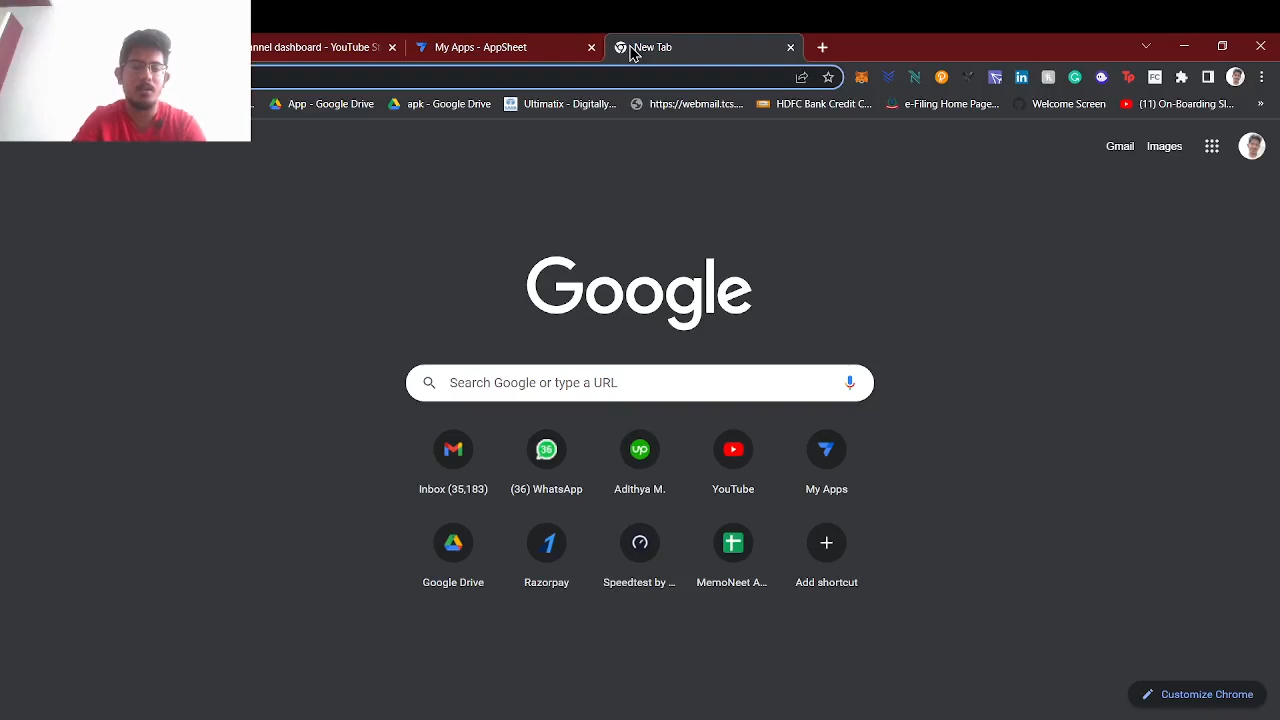 nnel dashboard - YouTube St
My Apps - AppSheet
New Tab
App - Google Drive
apk - Google Drive
Ultimatix - Digitally...
https://webmail.tcs....
HDFC Bank Credit C...
e-Filing Home Page...
Welcome Screen
(11) On-Boarding Sl...
»
Gmail
Images
Google
Search Google or type a URL
Inbox (35,183)
(36) WhatsApp
Adithya M.
YouTube
My Apps
Google Drive
Razorpay
Speedtest by ...
MemoNeet A...
Add shortcut
Customize Chrome